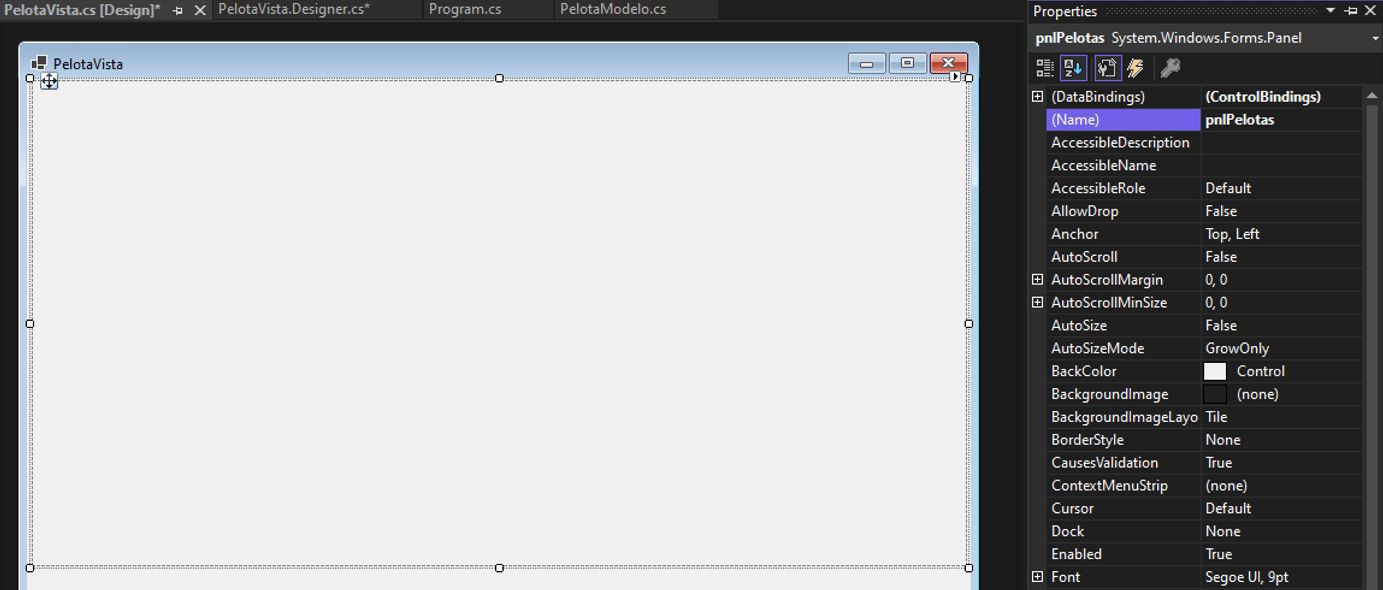 PelotaVista.cs [Design]* PelotaVista.Designer.cs* Program.cs PelotaModelo.cs
PelotaVista
Properties
pnlPelotas System.Windows.Forms.Panel
(DataBindings) (ControlBindings)
(Name) pnlPelotas
AccessibleDescription
AccessibleName
AccessibleRole Default
AllowDrop False
Anchor Top, Left
AutoScroll False
AutoScrollMargin 0, 0
AutoScrollMinSize 0, 0
AutoSize False
AutoSizeMode GrowOnly
BackColor Control
BackgroundImage (none)
BackgroundImageLayo Tile
BorderStyle None
CausesValidation True
ContextMenuStrip (none)
Cursor Default
Dock None
Enabled True
Font Segoe UI, 9pt